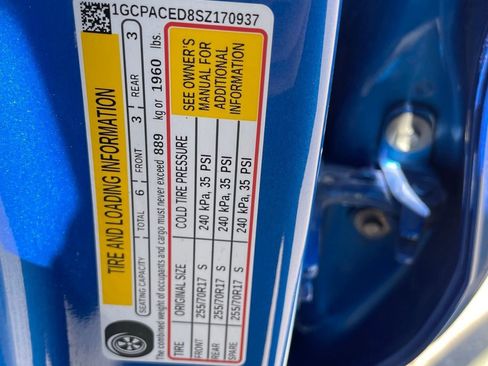 1GCPACED8SZ170937
TIRE AND LOADING INFORMATION
SEATING CAPACITY TOTAL 6 FRONT 3 REAR 3
The combined weight of occupants and cargo must never exceed 889 kg or 1960 lbs.
TIRE ORIGINAL SIZE COLD TIRE PRESSURE
FRONT 255/70R17 S 240 kPa, 35 PSI
REAR 255/70R17 S 240 kPa, 35 PSI
SPARE 255/70R17 S 240 kPa, 35 PSI
SEE OWNER'S
MANUAL FOR
ADDITIONAL
INFORMATION